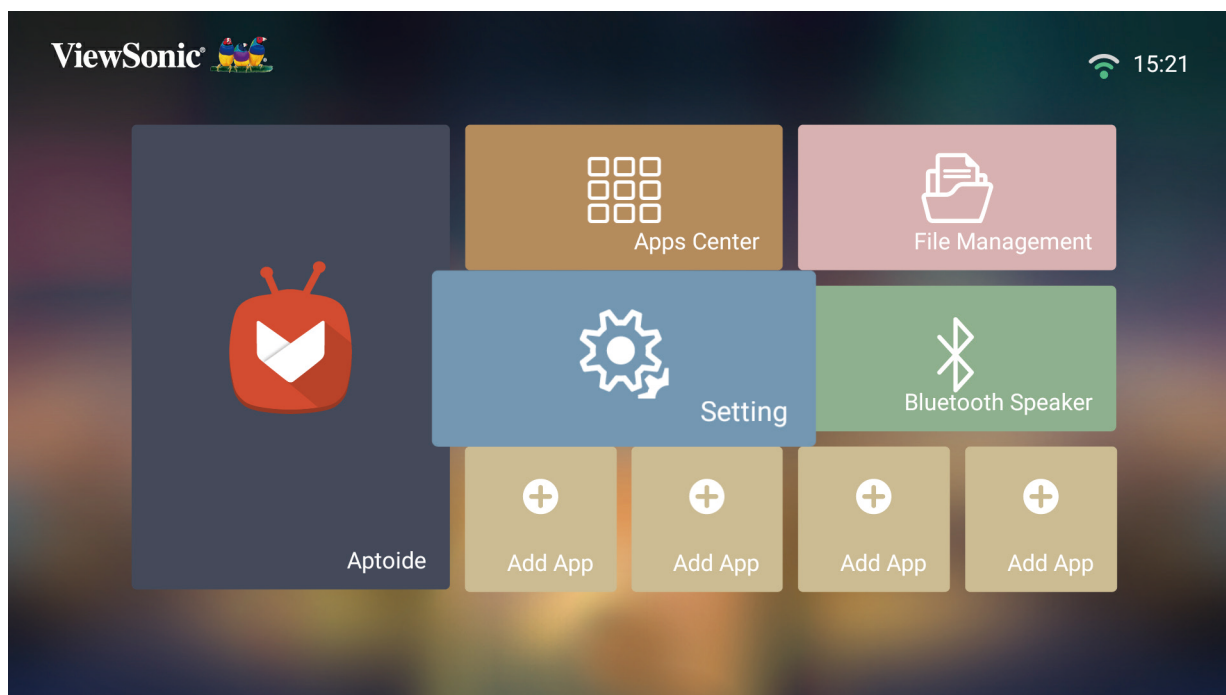 ViewSonic®
15:21
Apps Center
File Management
Setting
Bluetooth Speaker
Aptoide
Add App
Add App
Add App
Add App